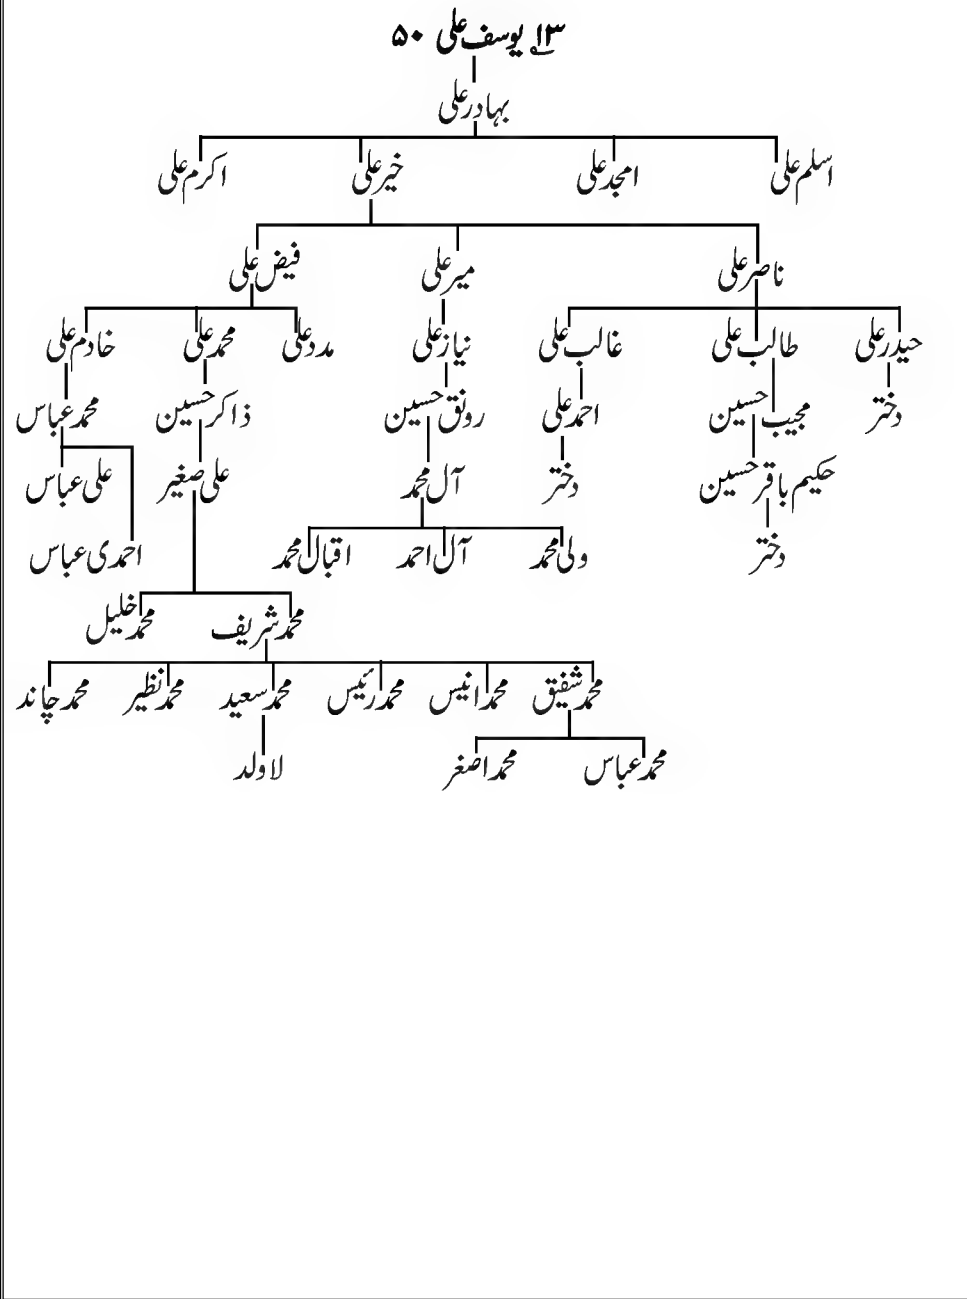 ۱۳ یوسف علی ۵۰
بہادر علی
اسلم علی امجد علی خیر علی اکرم علی
ناصر علی میر علی فیض علی
حیدر علی طالب علی غالب علی نیاز علی مدد علی محمد علی خادم علی
دختر مجیب حسین احمد علی رونق حسین ذاکر حسین محمد عباس
حکیم باقر حسین دختر آل محمد علی صغیر علی عباس
دختر ولی محمد آل احمد اقبال محمد احمدی عباس
محمد شریف محمد خلیل
محمد شفیق محمد انیس محمد رئیس محمد سعید محمد نظیر محمد چاند
محمد عباس محمد اصغر لاولد